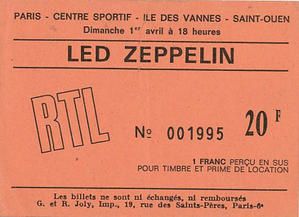 PARIS - CENTRE SPORTIF - ILE DES VANNES - SAINT-OUEN
Dimanche 1er avril à 18 heures
LED ZEPPELIN
RTL
No 001995 20 F
1 FRANC PERÇU EN SUS
POUR TIMBRE ET PRIME DE LOCATION
Les billets ne sont ni échangés, ni remboursés
G. et R. Joly, Imp., 19, rue des Saints-Pères, Paris-6e